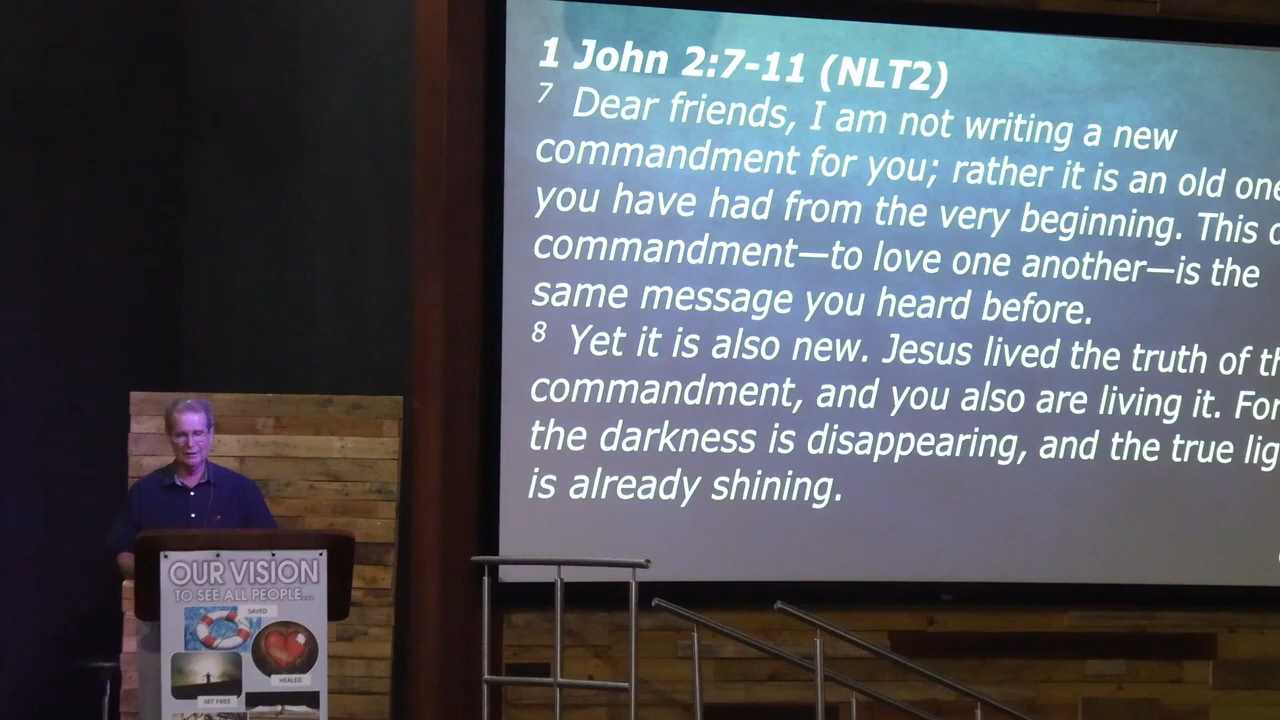 1 John 2:7-11 (NLT2)
7 Dear friends, I am not writing a new
commandment for you; rather it is an old one
you have had from the very beginning. This
commandment—to love one another—is the
same message you heard before.
8 Yet it is also new. Jesus lived the truth of
commandment, and you also are living it. For
the darkness is disappearing, and the true
is already shining.
OUR VISION
TO SEE ALL PEOPLE...
SAVED
HEALED
SET FREE